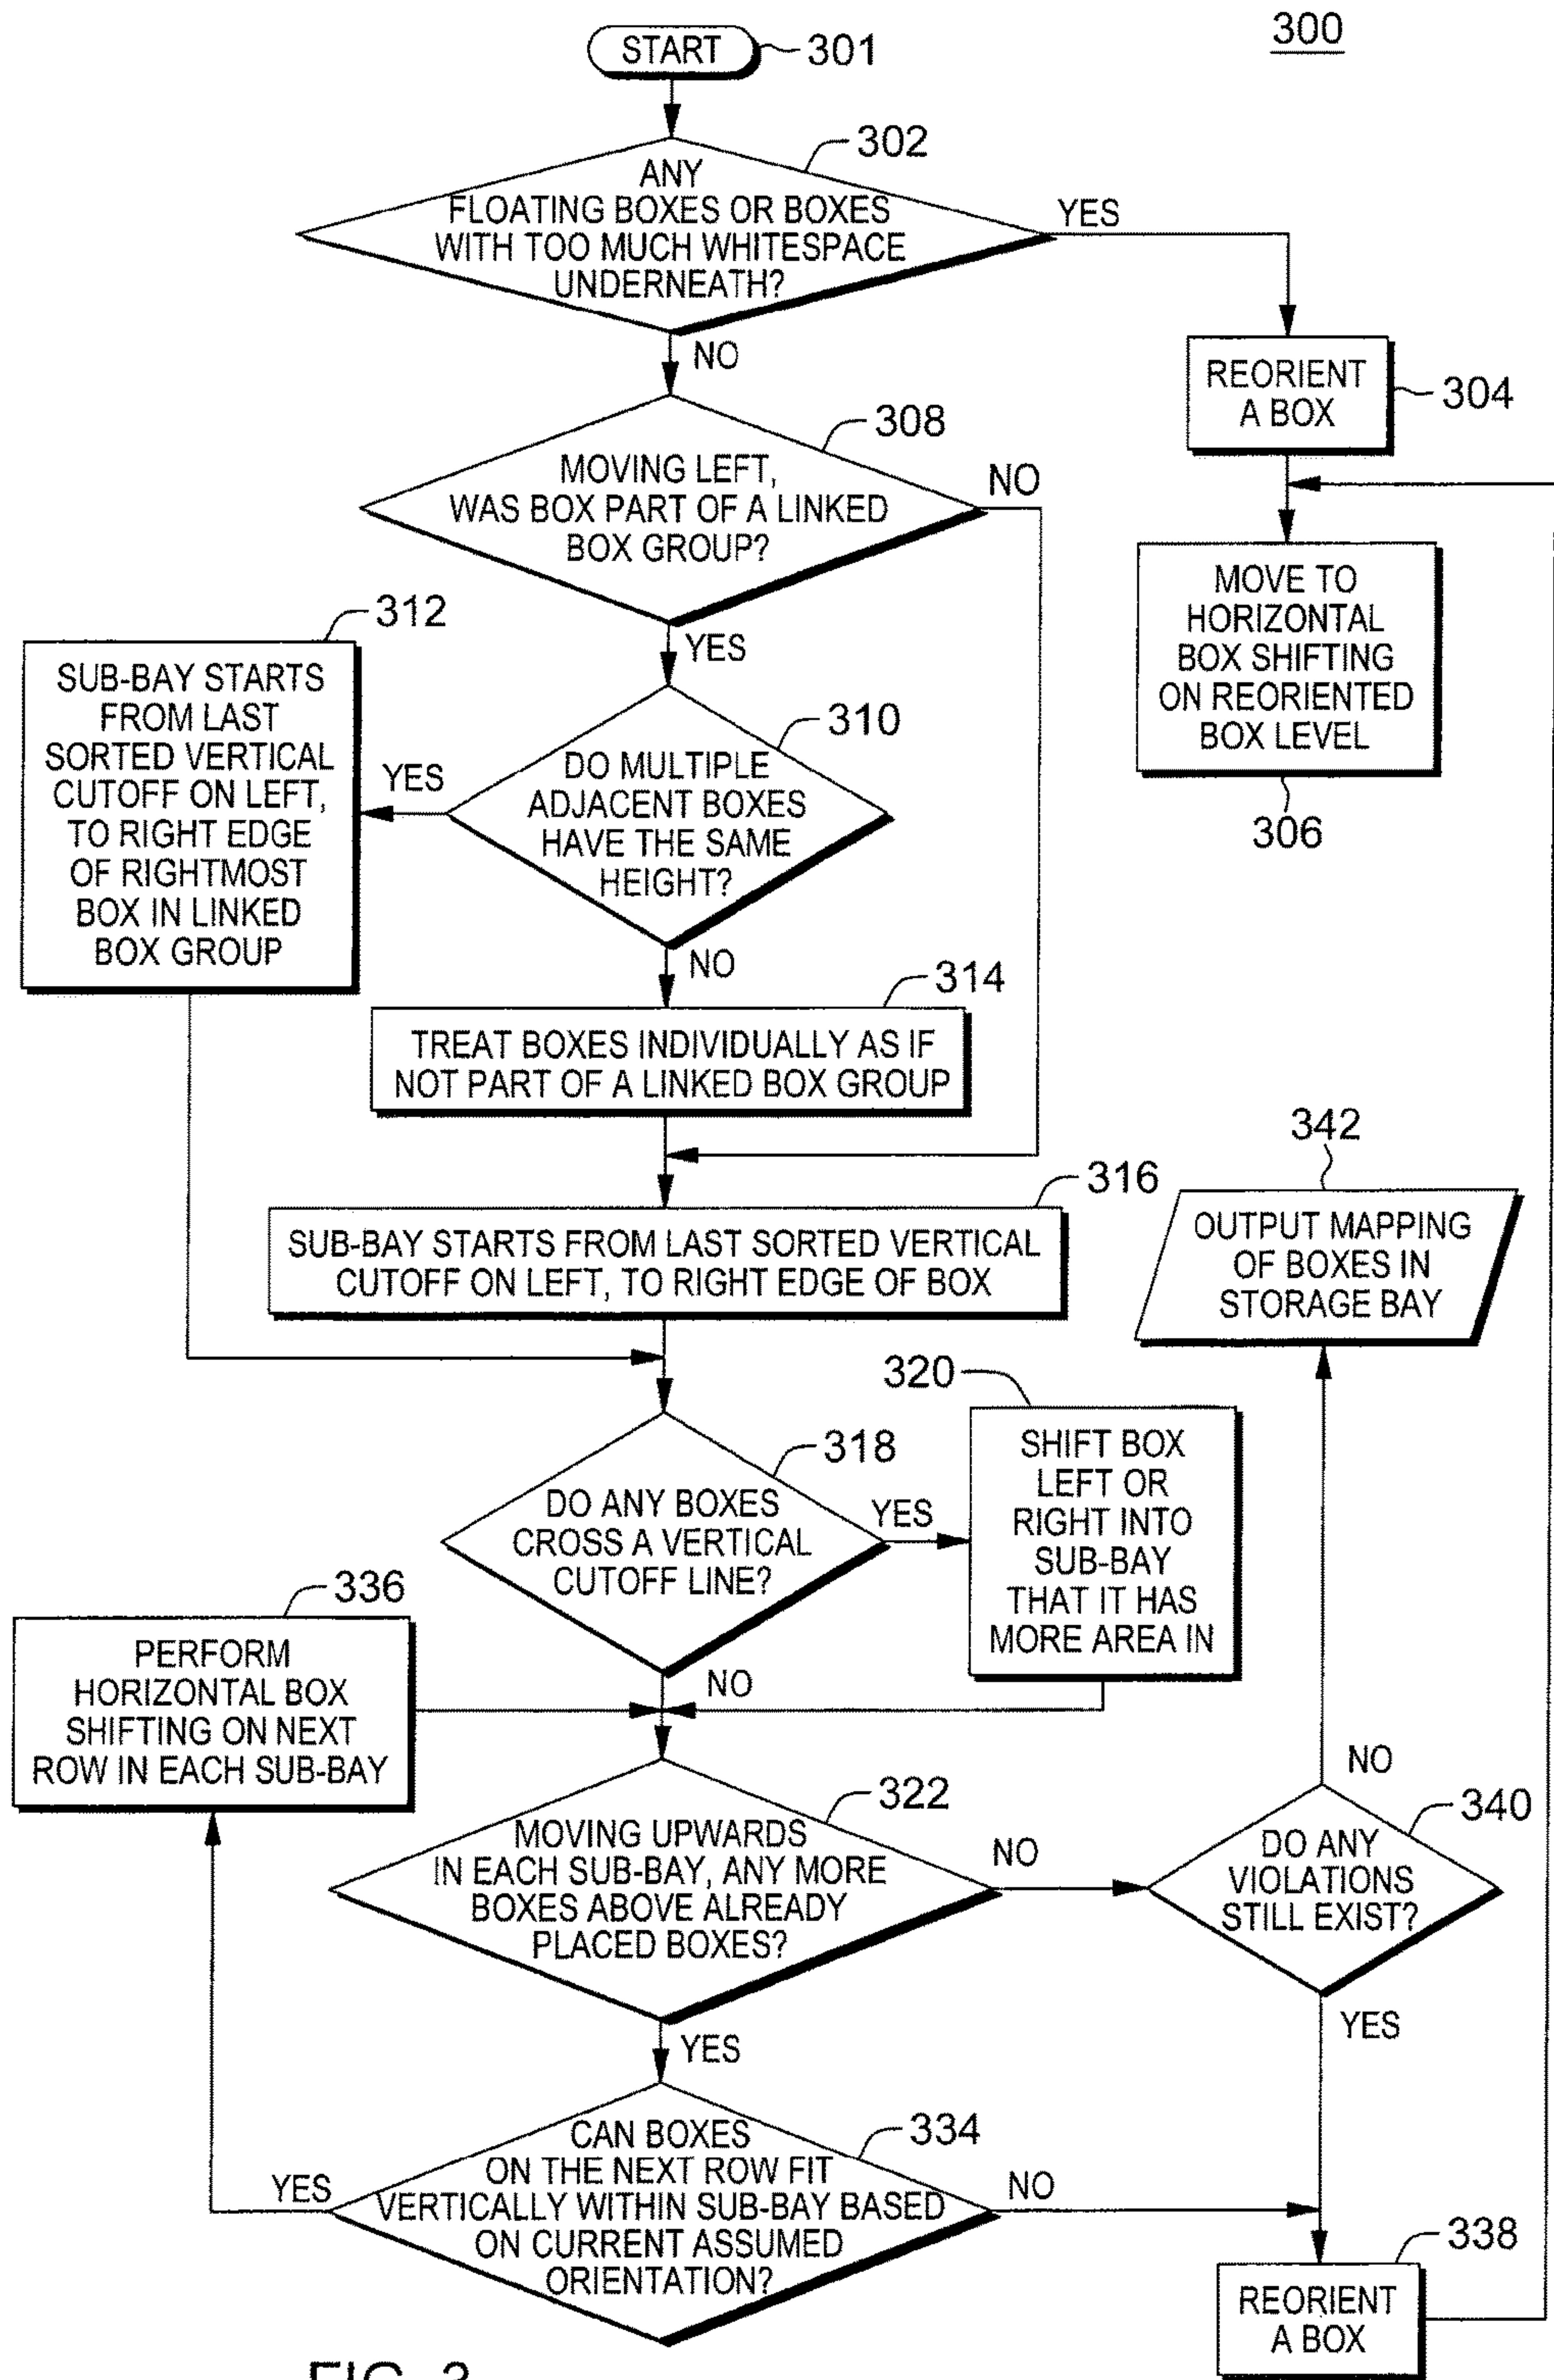 300
START
301
302
ANY
FLOATING BOXES OR BOXES
WITH TOO MUCH WHITESPACE
UNDERNEATH?
YES
NO
REORIENT
A BOX
304
308
MOVING LEFT,
WAS BOX PART OF A LINKED
BOX GROUP?
NO
YES
MOVE TO
HORIZONTAL
BOX SHIFTING
ON REORIENTED
BOX LEVEL
306
312
SUB-BAY STARTS
FROM LAST
SORTED VERTICAL
CUTOFF ON LEFT,
TO RIGHT EDGE
OF RIGHTMOST
BOX IN LINKED
BOX GROUP
310
DO MULTIPLE
ADJACENT BOXES
HAVE THE SAME
HEIGHT?
YES
NO
314
TREAT BOXES INDIVIDUALLY AS IF
NOT PART OF A LINKED BOX GROUP
316
SUB-BAY STARTS FROM LAST SORTED VERTICAL
CUTOFF ON LEFT, TO RIGHT EDGE OF BOX
342
OUTPUT MAPPING
OF BOXES IN
STORAGE BAY
318
DO ANY BOXES
CROSS A VERTICAL
CUTOFF LINE?
YES
NO
320
SHIFT BOX
LEFT OR
RIGHT INTO
SUB-BAY
THAT IT HAS
MORE AREA IN
336
PERFORM
HORIZONTAL BOX
SHIFTING ON NEXT
ROW IN EACH SUB-BAY
322
MOVING UPWARDS
IN EACH SUB-BAY, ANY MORE
BOXES ABOVE ALREADY
PLACED BOXES?
NO
YES
NO
340
DO ANY
VIOLATIONS
STILL EXIST?
YES
334
CAN BOXES
ON THE NEXT ROW FIT
VERTICALLY WITHIN SUB-BAY BASED
ON CURRENT ASSUMED
ORIENTATION?
YES
NO
338
REORIENT
A BOX
FIG. 3